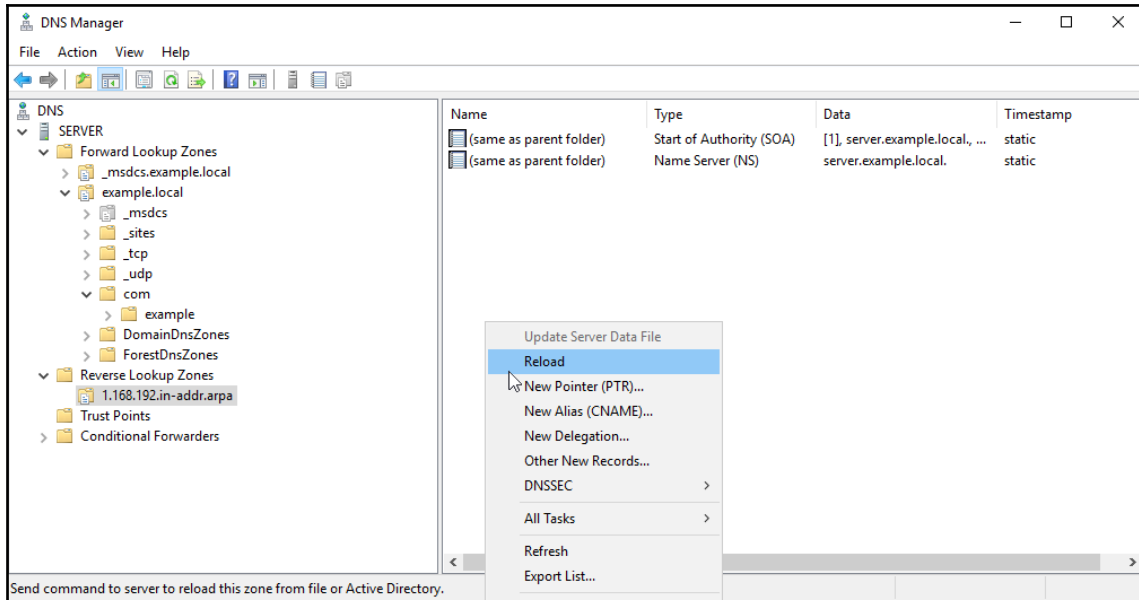 DNS Manager
File Action View Help
DNS
SERVER
Forward Lookup Zones
_msdcs.example.local
example.local
_msdcs
_sites
_tcp
_udp
com
example
DomainDnsZones
ForestDnsZones
Reverse Lookup Zones
1.168.192.in-addr.arpa
Trust Points
Conditional Forwarders
Name Type Data Timestamp
(same as parent folder) Start of Authority (SOA) [1], server.example.local., ... static
(same as parent folder) Name Server (NS) server.example.local. static
Update Server Data File
Reload
New Pointer (PTR)...
New Alias (CNAME)...
New Delegation...
Other New Records...
DNSSEC
All Tasks
Refresh
Export List...
Send command to server to reload this zone from file or Active Directory.